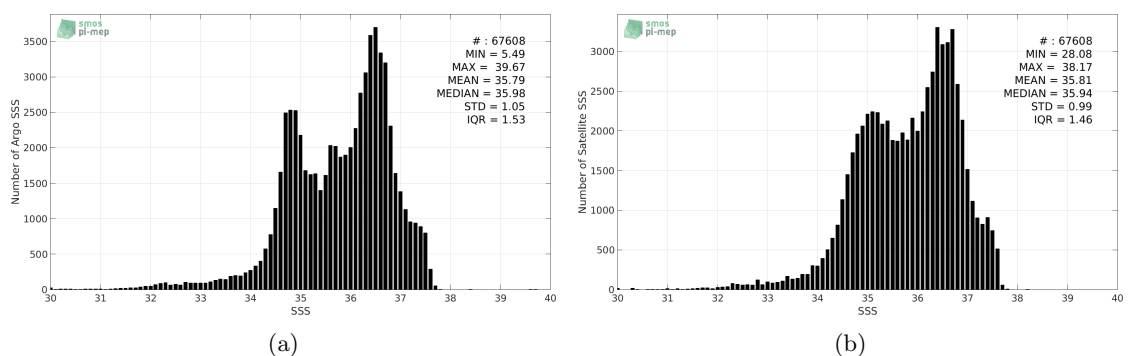 smos
pi-mep
# : 67608
MIN = 5.49
MAX = 39.67
MEAN = 35.79
MEDIAN = 35.98
STD = 1.05
IQR = 1.53
Number of Argo SSS
3500
3000
2500
2000
1500
1000
500
0
30 31 32 33 34 35 36 37 38 39 40
SSS
(a)
smos
pi-mep
# : 67608
MIN = 28.08
MAX = 38.17
MEAN = 35.81
MEDIAN = 35.94
STD = 0.99
IQR = 1.46
Number of Satellite SSS
3000
2500
2000
1500
1000
500
0
30 31 32 33 34 35 36 37 38 39 40
SSS
(b)